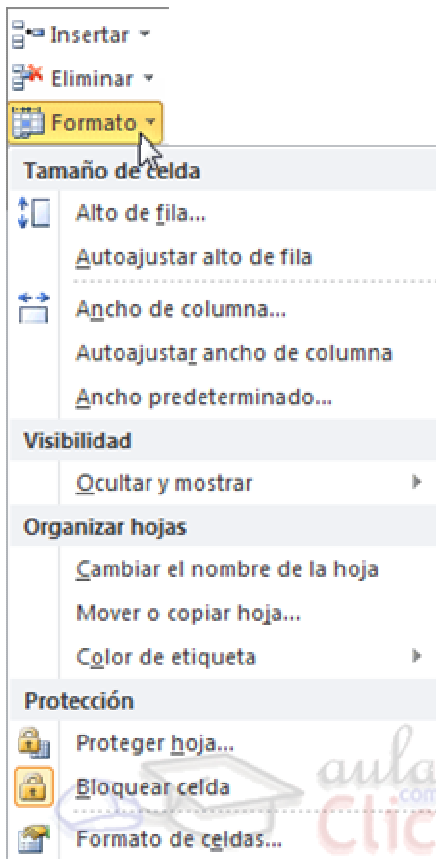 Insertar
Eliminar
Formato
Tamaño de celda
Alto de fila...
Autoajustar alto de fila
Ancho de columna...
Autoajustar ancho de columna
Ancho predeterminado...
Visibilidad
Ocultar y mostrar
Organizar hojas
Cambiar el nombre de la hoja
Mover o copiar hoja...
Color de etiqueta
Protección
Proteger hoja...
aula
Bloquear celda
.com
Clic
Formato de celdas...